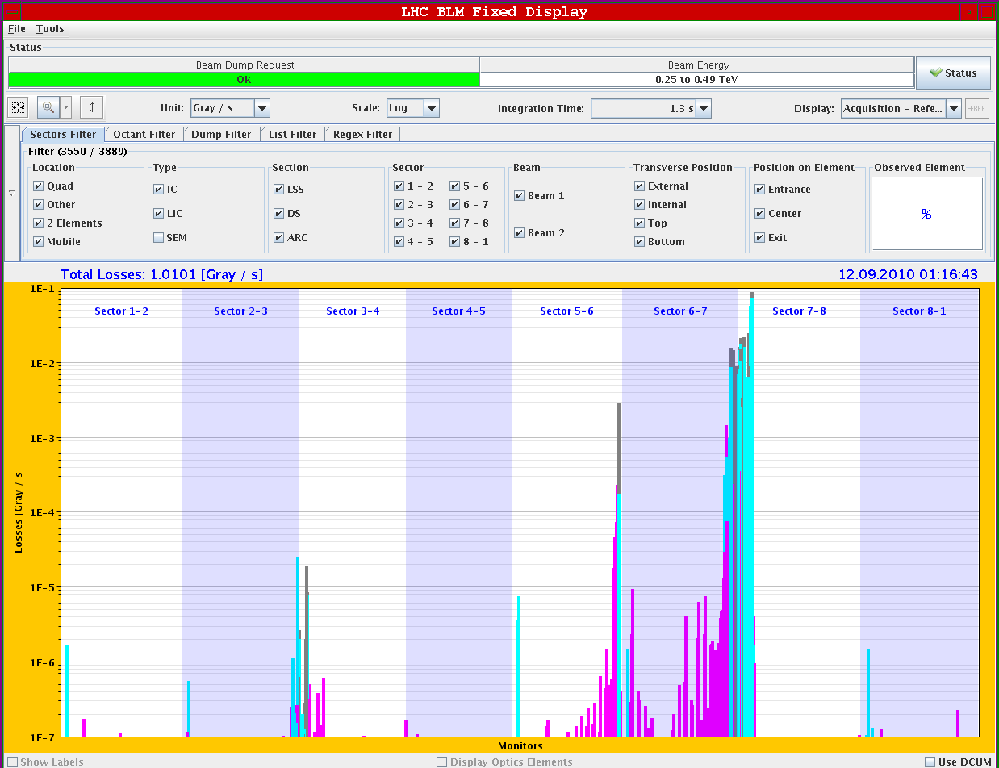 LHC BLM Fixed Display
File Tools
Status
Beam Dump Request Beam Energy
Ok 0.25 to 0.49 TeV
Status
Unit: Gray / s Scale: Log Integration Time: 1.3 s Display: Acquisition - Refe... →REF
Sectors Filter Octant Filter Dump Filter List Filter Regex Filter
Filter (3550 / 3889)
Location Type Section Sector Beam Transverse Position Position on Element Observed Element
Quad IC LSS 1 - 2 5 - 6 Beam 1 External Entrance %
Other LIC DS 2 - 3 6 - 7 Internal Center
2 Elements SEM ARC 3 - 4 7 - 8 Beam 2 Top Exit
Mobile 4 - 5 8 - 1 Bottom
Total Losses: 1.0101 [Gray / s] 12.09.2010 01:16:43
1E-1
Sector 1-2 Sector 2-3 Sector 3-4 Sector 4-5 Sector 5-6 Sector 6-7 Sector 7-8 Sector 8-1
1E-2
1E-3
Losses [Gray / s]
1E-4
1E-5
1E-6
1E-7
Monitors
Show Labels Display Optics Elements Use DCUM